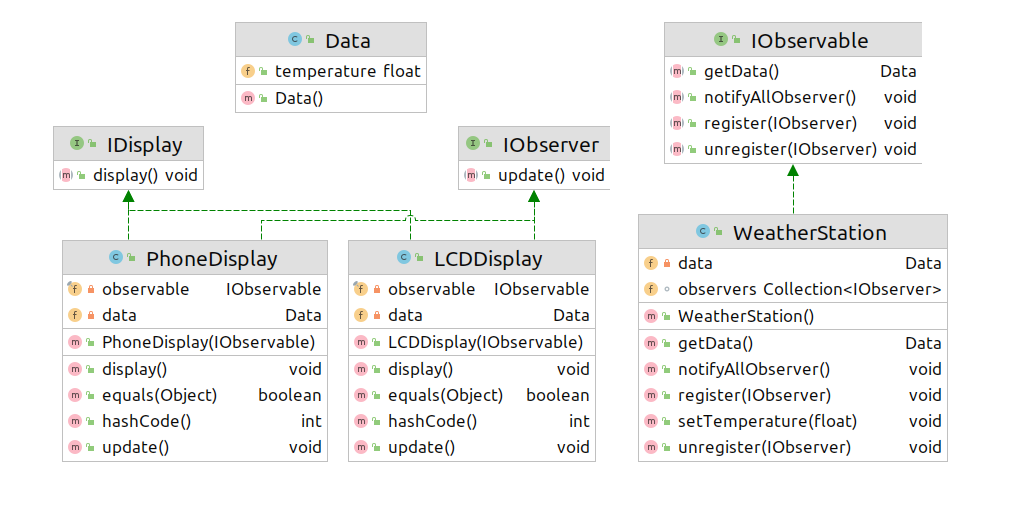 Data
temperature float
Data()
IObservable
getData() Data
notifyAllObserver() void
register(IObserver) void
unregister(IObserver) void
IDisplay
display() void
IObserver
update() void
PhoneDisplay
observable IObservable
data Data
PhoneDisplay(IObservable)
display() void
equals(Object) boolean
hashCode() int
update() void
LCDDisplay
observable IObservable
data Data
LCDDisplay(IObservable)
display() void
equals(Object) boolean
hashCode() int
update() void
WeatherStation
data Data
observers Collection<IObserver>
WeatherStation()
getData() Data
notifyAllObserver() void
register(IObserver) void
setTemperature(float) void
unregister(IObserver) void